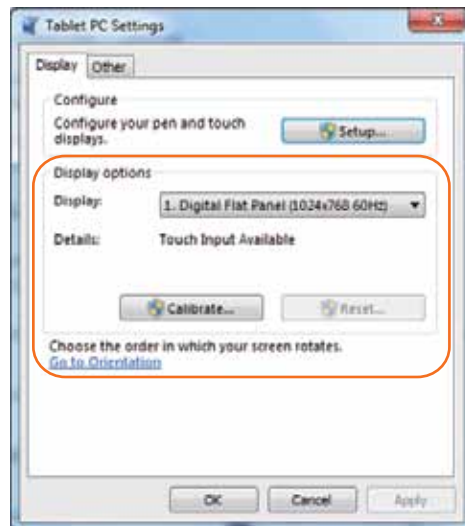 Tablet PC Settings
Display Other
Configure
Configure your pen and touch
displays.
Setup...
Display options
Display: 1. Digital Flat Panel (1024x768 60Hz)
Details: Touch Input Available
Calibrate... Reset...
Choose the order in which your screen rotates.
Go to Orientation
OK Cancel Apply